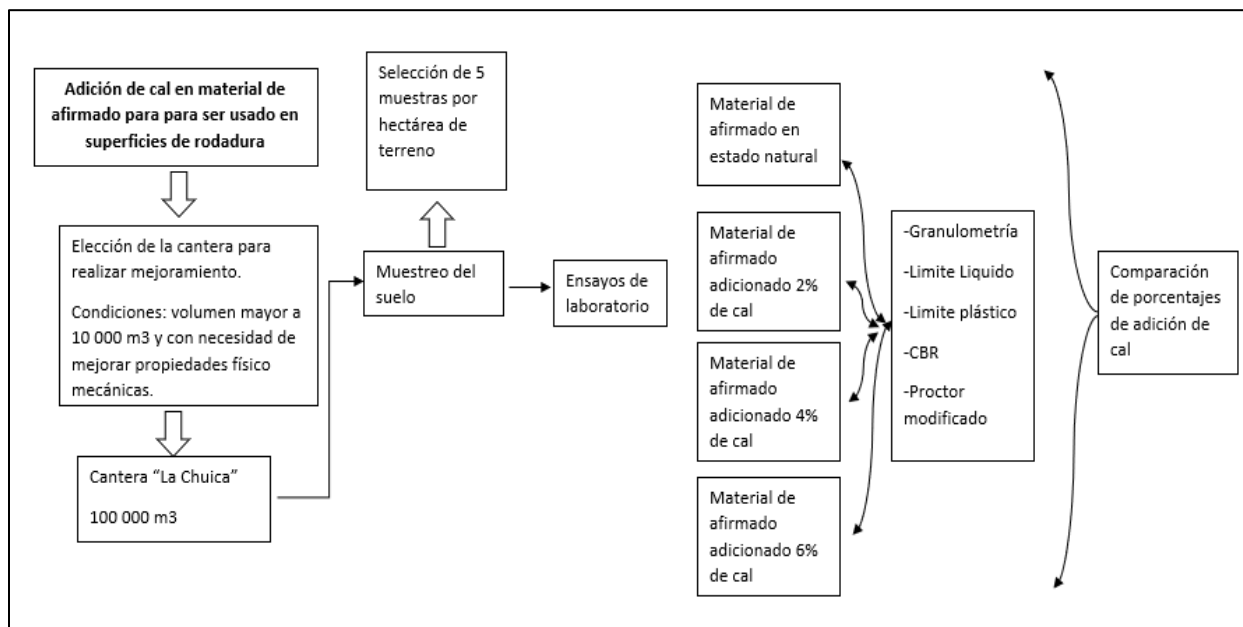 Adición de cal en material de
afirmado para para ser usado en
superficies de rodadura
Elección de la cantera para
realizar mejoramiento.
Condiciones: volumen mayor a
10 000 m3 y con necesidad de
mejorar propiedades físico
mecánicas.
Cantera “La Chuica”
100 000 m3
Selección de 5
muestras por
hectárea de
terreno
Muestreo del
suelo
Ensayos de
laboratorio
Material de
afirmado en
estado natural
Material de
afirmado
adicionado 2%
de cal
Material de
afirmado
adicionado 4%
de cal
Material de
afirmado
adicionado 6%
de cal
-Granulometría
-Limite Liquido
-Limite plástico
-CBR
-Proctor
modificado
Comparación
de porcentajes
de adición de
cal